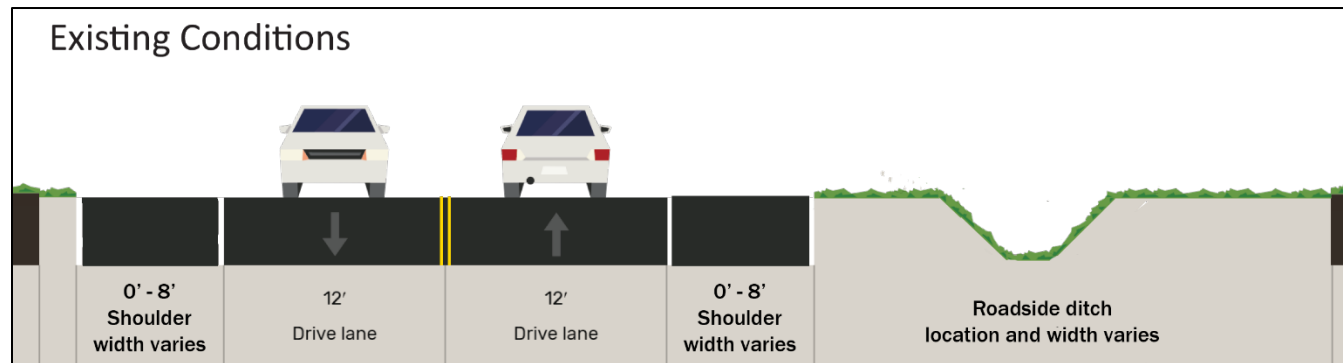 Existing Conditions
0' - 8'
Shoulder
width varies
12'
Drive lane
12'
Drive lane
0' - 8'
Shoulder
width varies
Roadside ditch
location and width varies